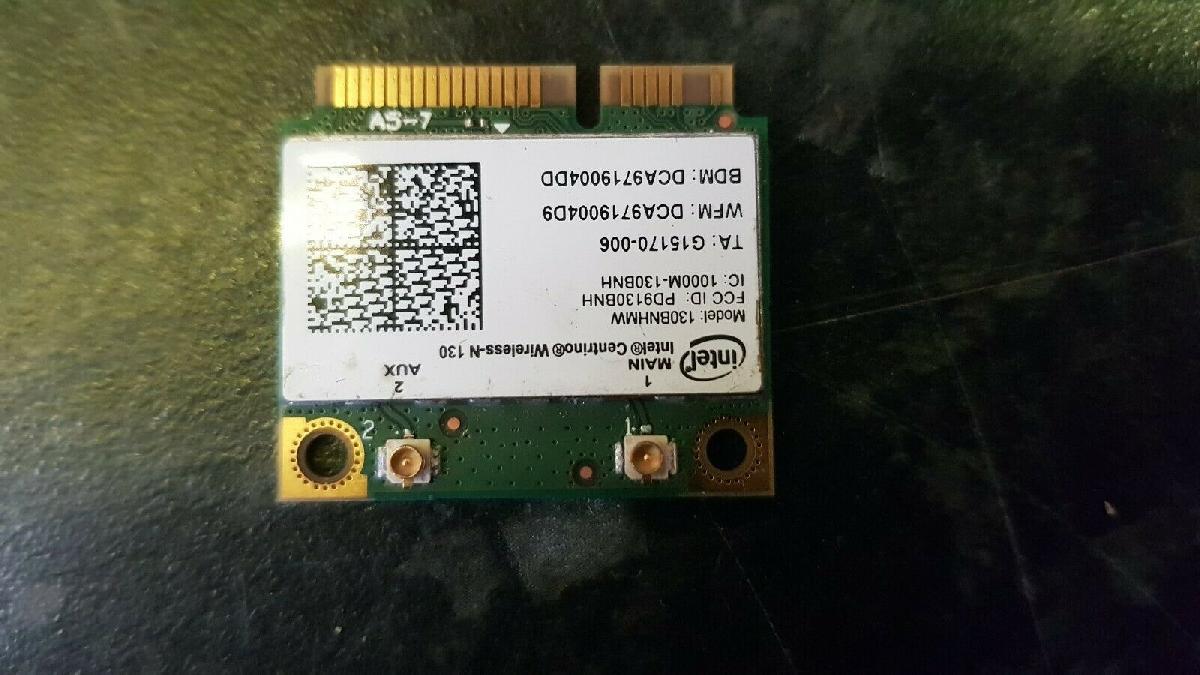 1
MAIN
2
AUX
intel®
Intel® Centrino® Wireless-N 130
Model: 130BNHMW
FCC ID: PD9130BNH
IC: 1000M-130BNH
TA: G15170-006
WFM: DCA9719004D9
BDM: DCA9719004DD
A5-7
2
1